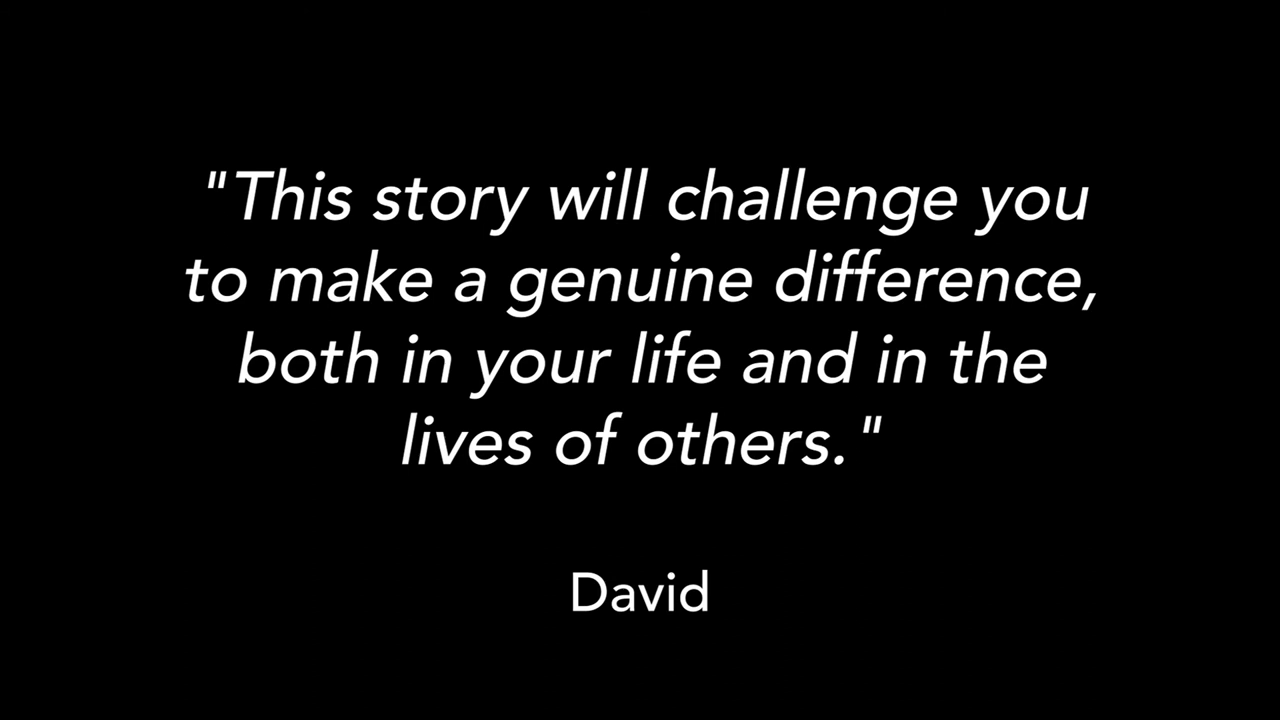 "This story will challenge you
to make a genuine difference,
both in your life and in the
lives of others."
David